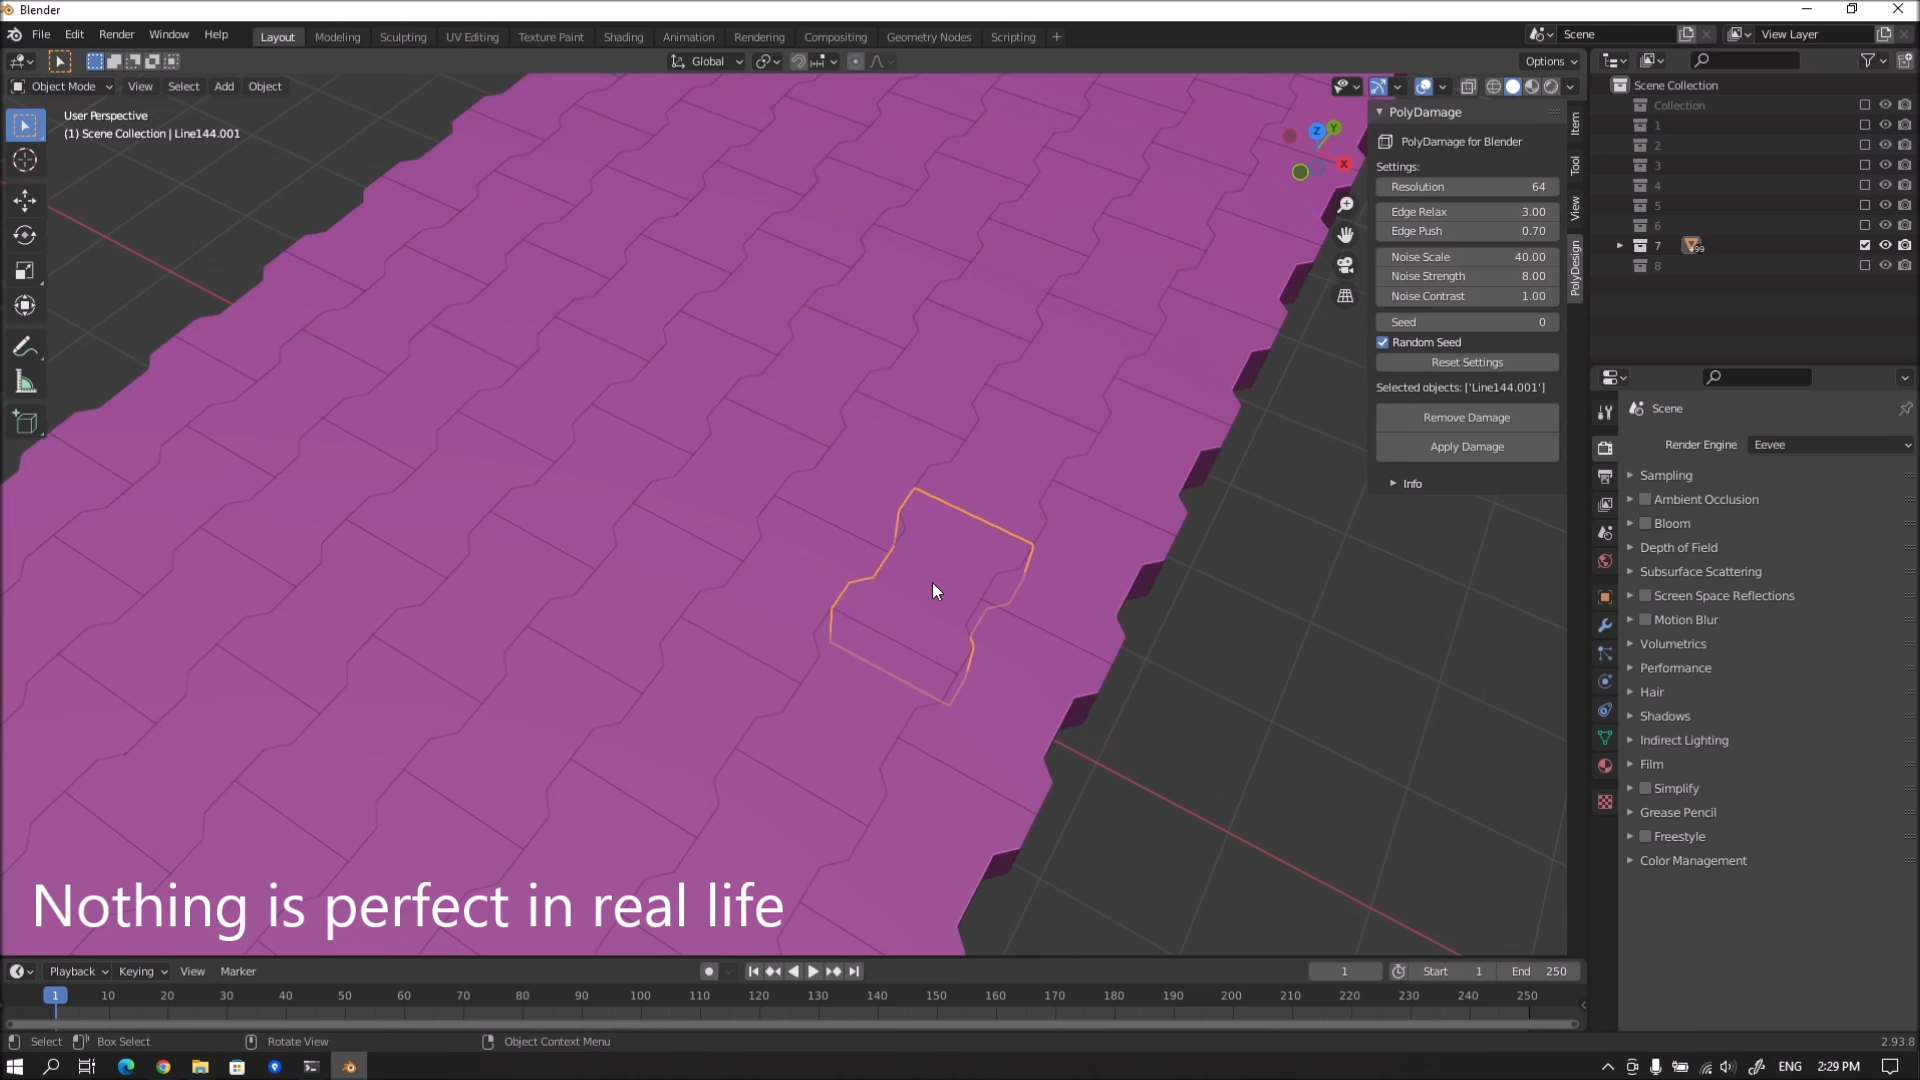 Blender
File Edit Render Window Help Layout Modeling Sculpting UV Editing Texture Paint Shading Animation Rendering Compositing Geometry Nodes Scripting + Scene View Layer
Global Options
Object Mode View Select Add Object
User Perspective
(1) Scene Collection | Line144.001
Z Y X
PolyDamage
PolyDamage for Blender
Settings:
Resolution 64
Edge Relax 3.00
Edge Push 0.70
Noise Scale 40.00
Noise Strength 8.00
Noise Contrast 1.00
Seed 0
Random Seed
Reset Settings
Selected objects: ['Line144.001']
Remove Damage
Apply Damage
Info
Item
Tool
View
PolyDesign
Scene Collection
Collection
1
2
3
4
5
6
7 99
8
Scene
Render Engine Eevee
Sampling
Ambient Occlusion
Bloom
Depth of Field
Subsurface Scattering
Screen Space Reflections
Motion Blur
Volumetrics
Performance
Hair
Shadows
Indirect Lighting
Film
Simplify
Grease Pencil
Freestyle
Color Management
Nothing is perfect in real life
Playback Keying View Marker 1 Start 1 End 250
1 10 20 30 40 50 60 70 80 90 100 110 120 130 140 150 160 170 180 190 200 210 220 230 240 250
Select Box Select Rotate View Object Context Menu 2.93.8
ENG 2:29 PM